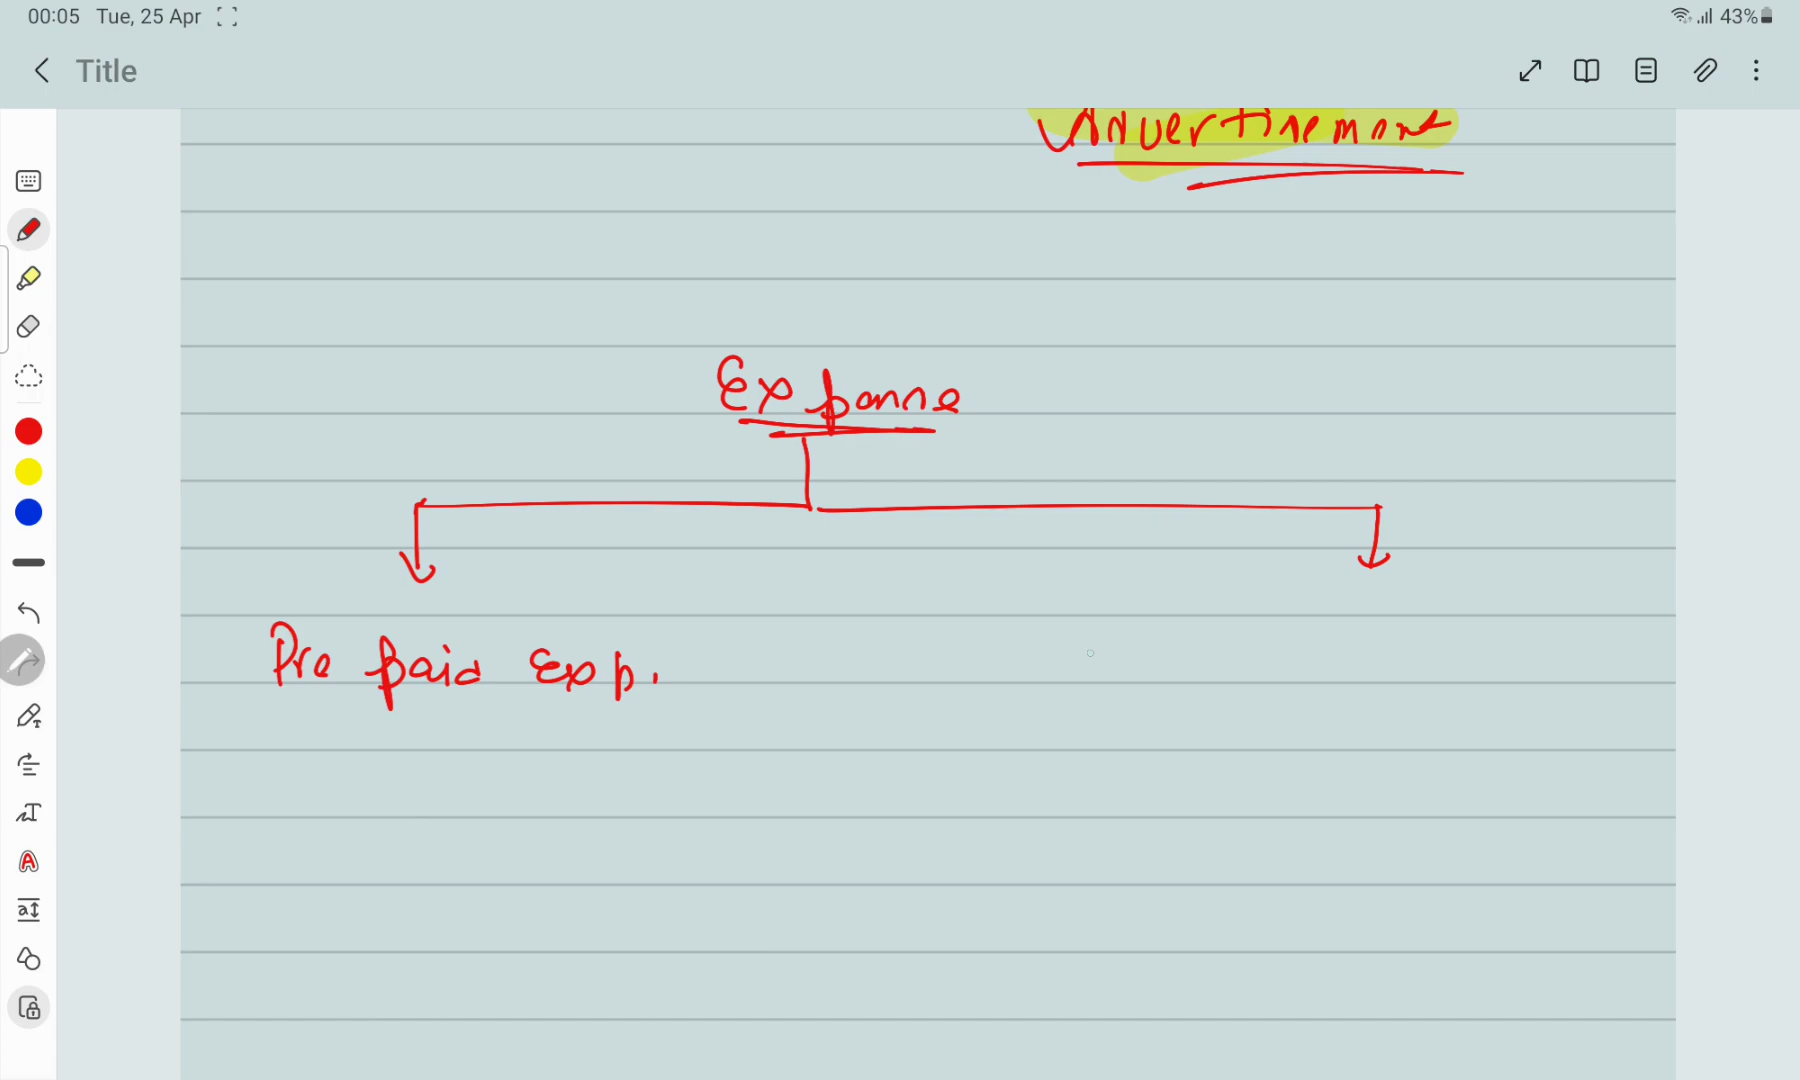 00:05 Tue, 25 Apr 43%
Title
Advertisement
Expense
Pre paid Exp.